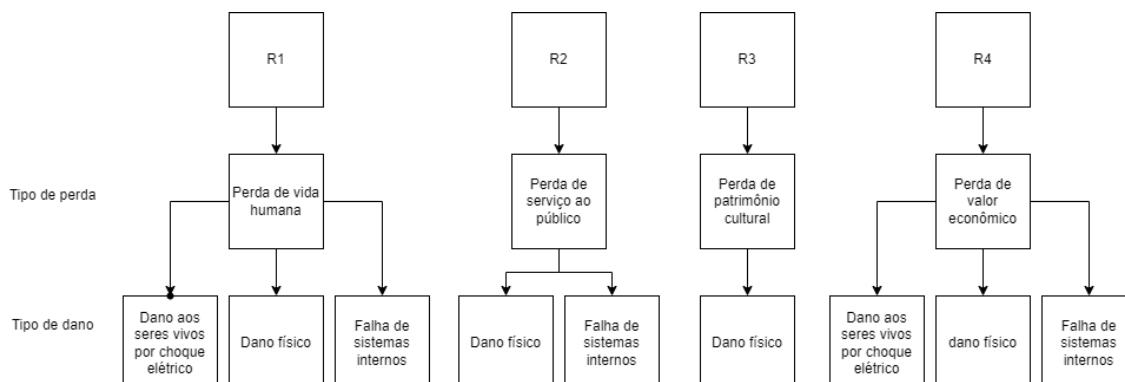 R1
R2
R3
R4
Tipo de perda
Perda de vida
humana
Perda de
serviço ao
público
Perda de
patrimônio
cultural
Perda de
valor
econômico
Tipo de dano
Dano aos
seres vivos
por choque
elétrico
Dano físico
Falha de
sistemas
internos
Dano físico
Falha de
sistemas
internos
Dano físico
Dano aos
seres vivos
por choque
elétrico
dano físico
Falha de
sistemas
internos